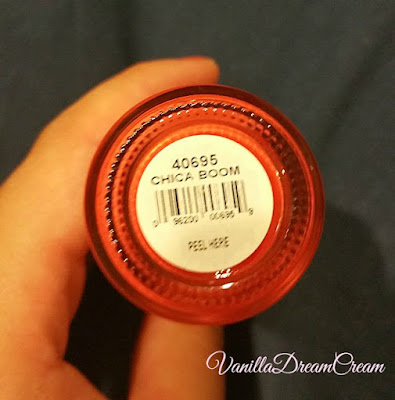 40695
CHICA BOOM
0 96200 00695 9
PEEL HERE
VanillaDreamCream